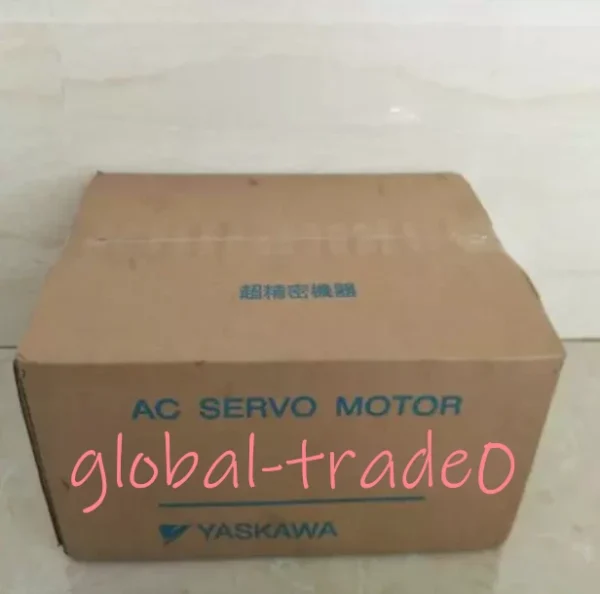 超精密機器
AC SERVO MOTOR
global-trade0
YASKAWA